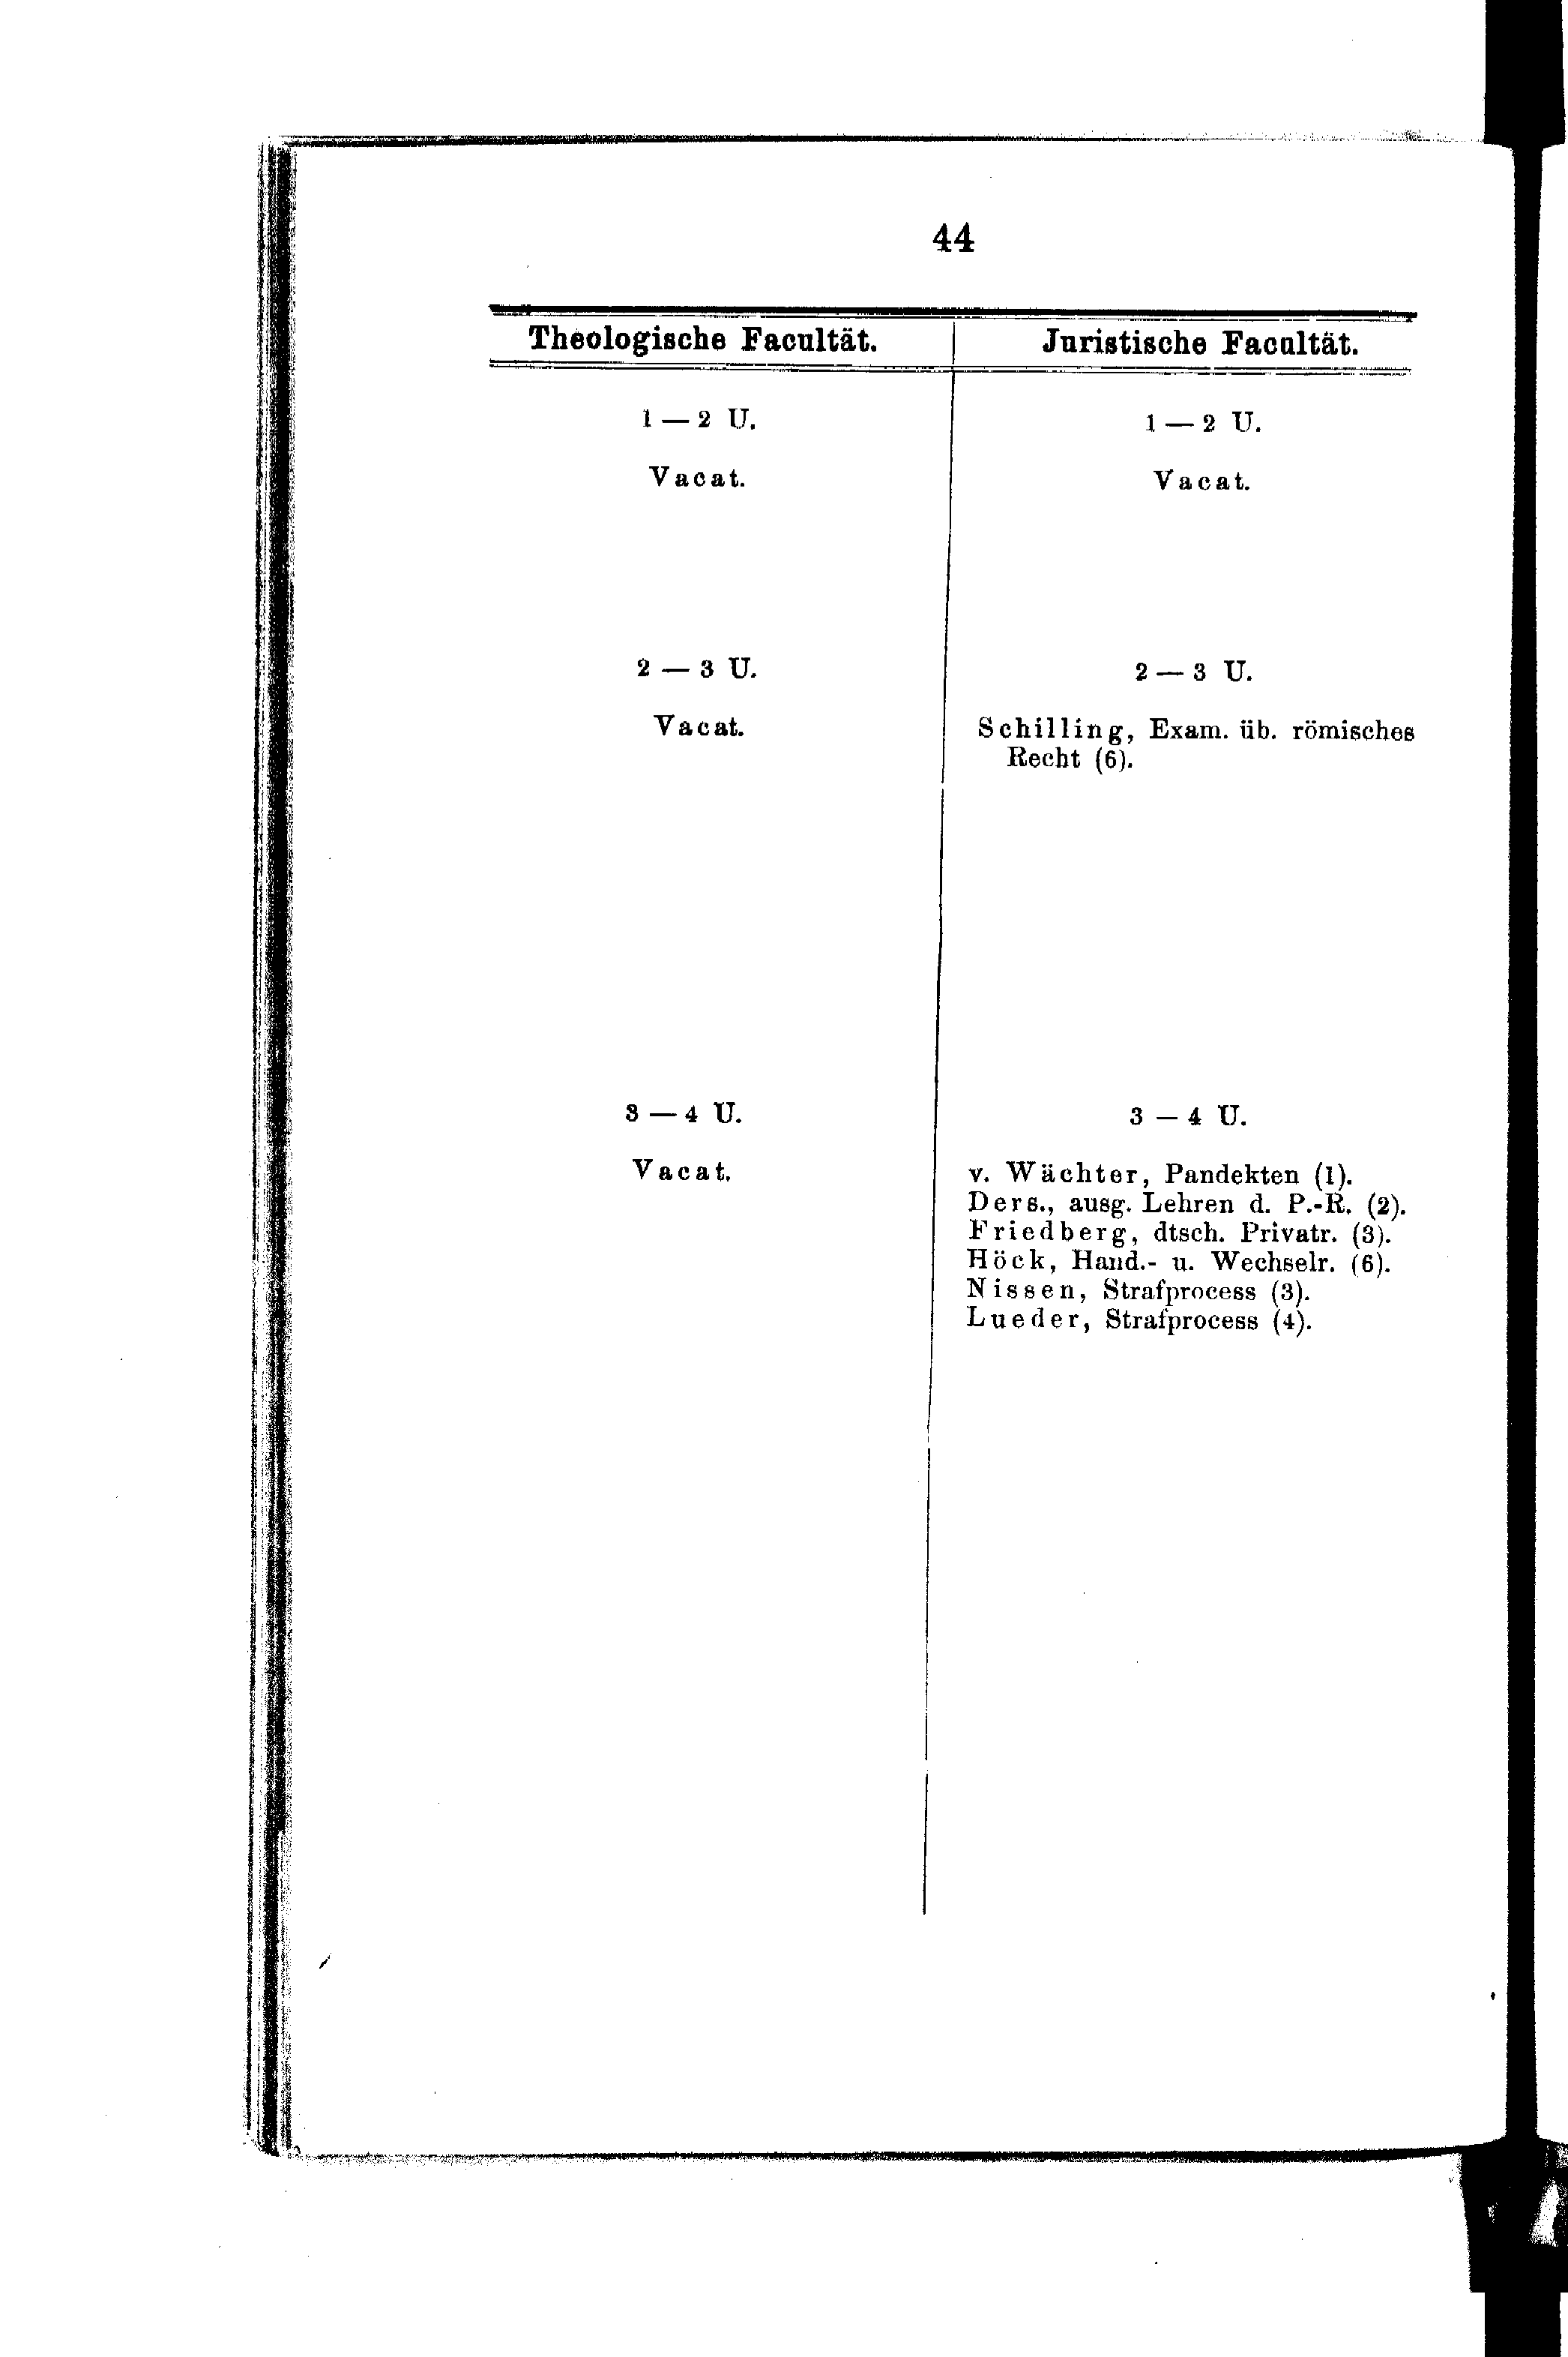 44
Theologische Facultät.
1 — 2 U.
Vacat.
2 — 3 U.
Vacat.
3 — 4 U.
Vacat.
Juristische Facultät.
1 — 2 U.
Vacat.
2 — 3 U.
Schilling, Exam. üb. römisches
Recht (6).
3 — 4 U.
v. Wächter, Pandekten (1).
Ders., ausg. Lehren d. P.-R. (2).
Friedberg, dtsch. Privatr. (3).
Höck, Hand.- u. Wechselr. (6).
Nissen, Strafprocess (3).
Lueder, Strafprocess (4).